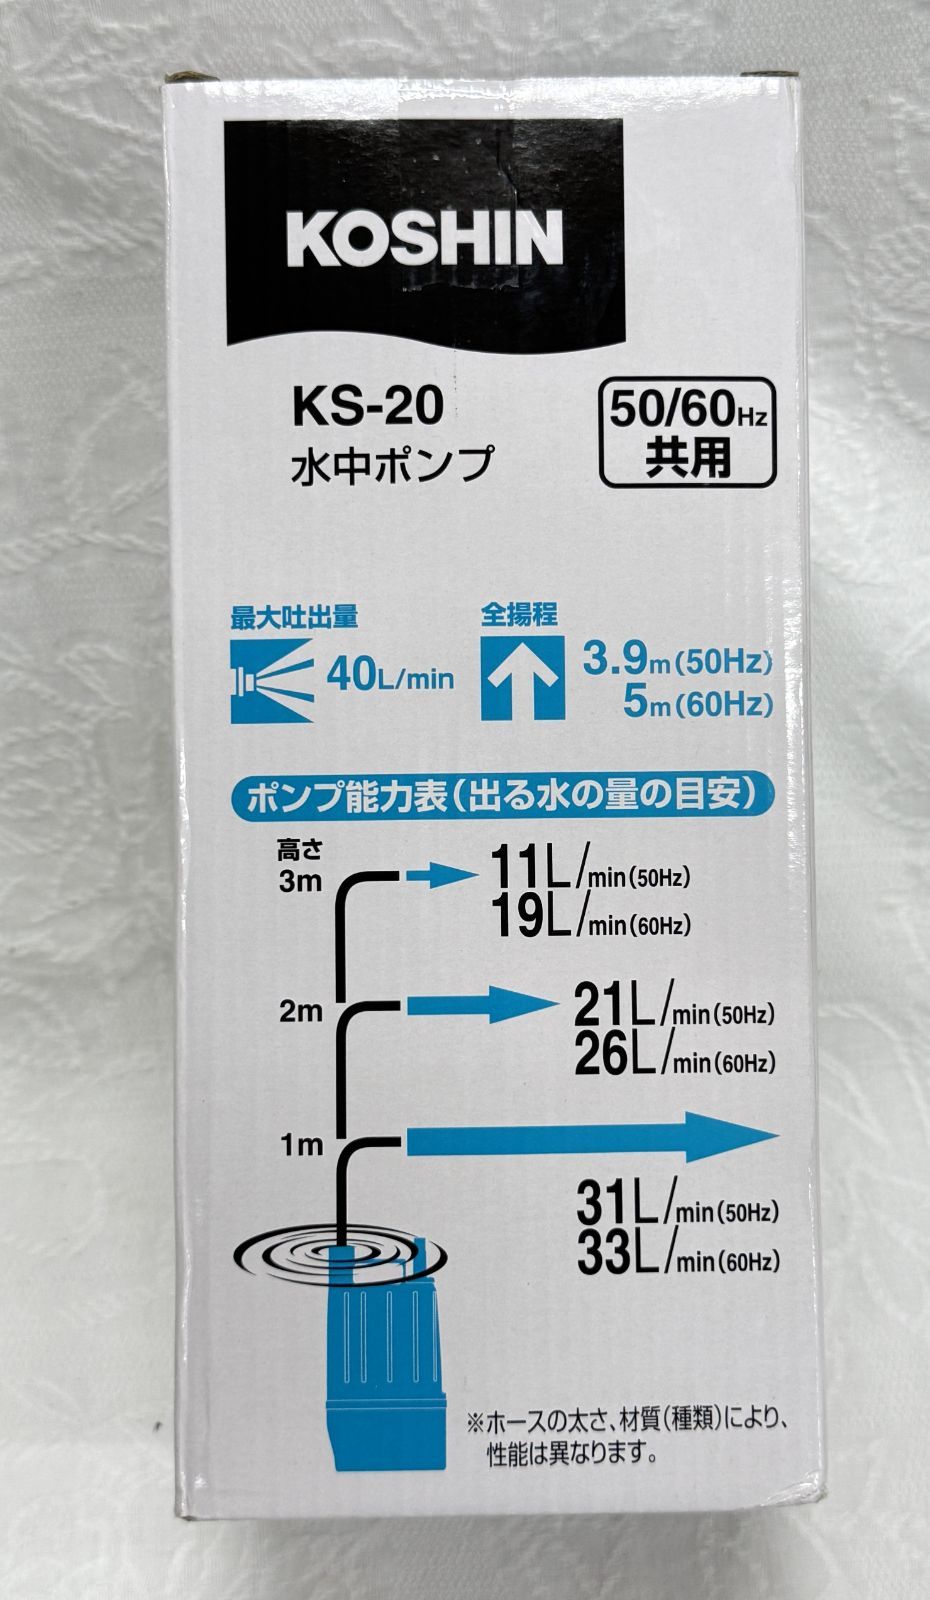 KOSHIN
KS-20
水中ポンプ
50/60Hz
共用
最大吐出量
40L/min
全揚程
3.9m(50Hz)
5m(60Hz)
ポンプ能力表(出る水の量の目安)
高さ
3m
11L/min(50Hz)
19L/min(60Hz)
2m
21L/min(50Hz)
26L/min(60Hz)
1m
31L/min(50Hz)
33L/min(60Hz)
※ホースの太さ、材質(種類)により、
性能は異なります。